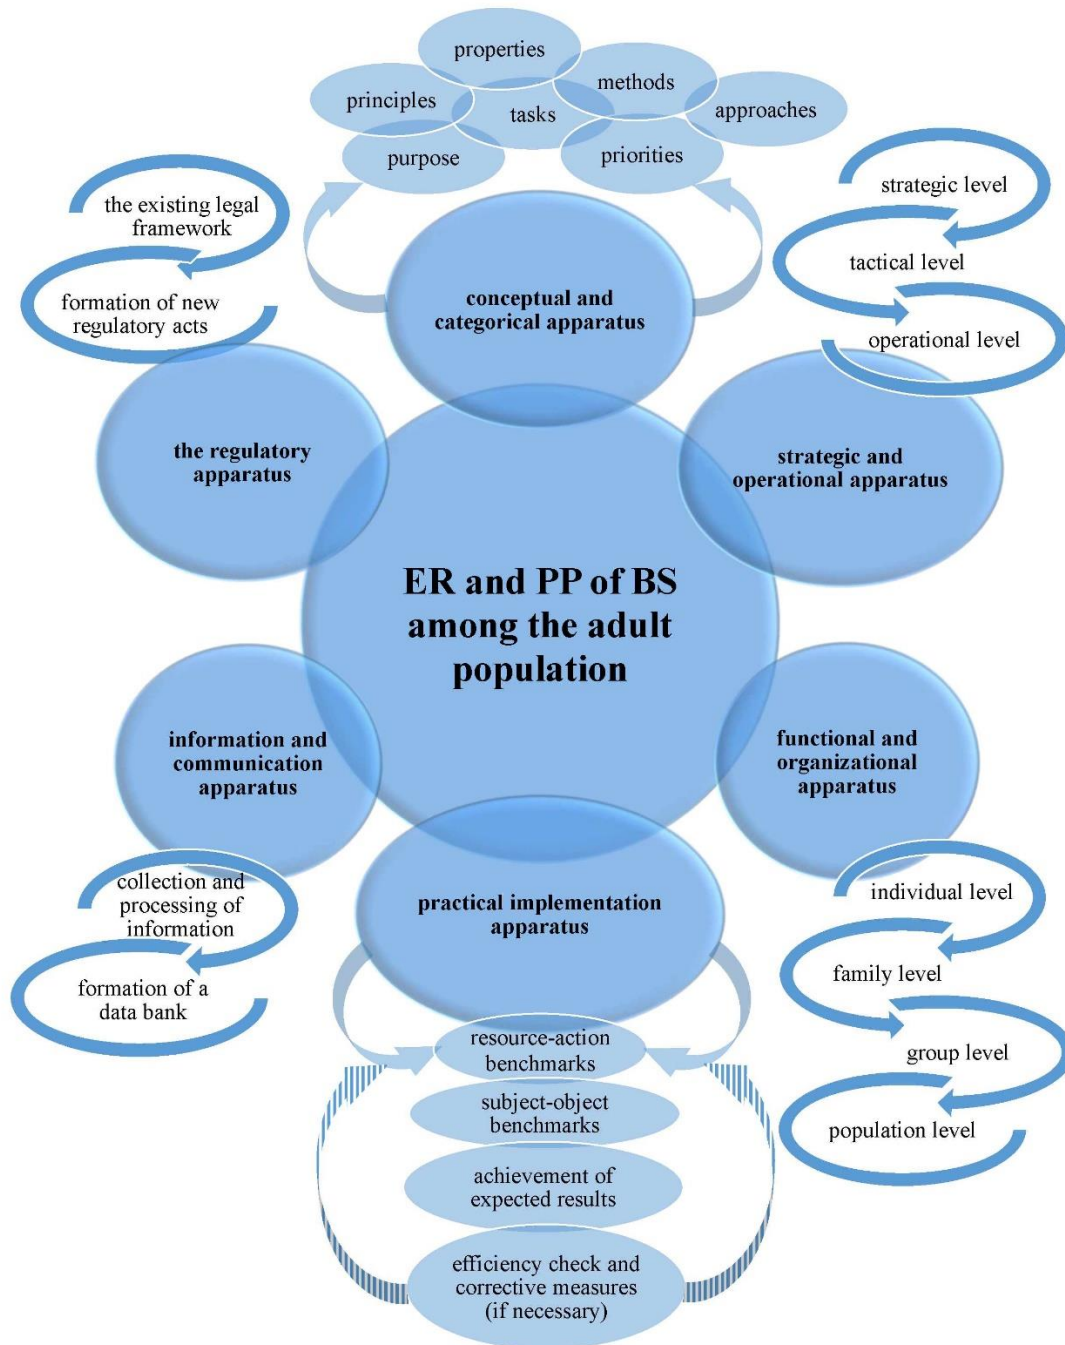 properties
methods
principles
tasks
approaches
purpose
priorities
the existing legal
framework
formation of new
regulatory acts
strategic level
tactical level
operational level
conceptual and
categorical apparatus
the regulatory
apparatus
strategic and
operational apparatus
ER and PP of BS
among the adult
population
information and
communication
apparatus
functional and
organizational
apparatus
practical implementation
apparatus
collection and
processing of
information
formation of a
data bank
individual level
family level
group level
population level
resource-action
benchmarks
subject-object
benchmarks
achievement of
expected results
efficiency check and
corrective measures
(if necessary)